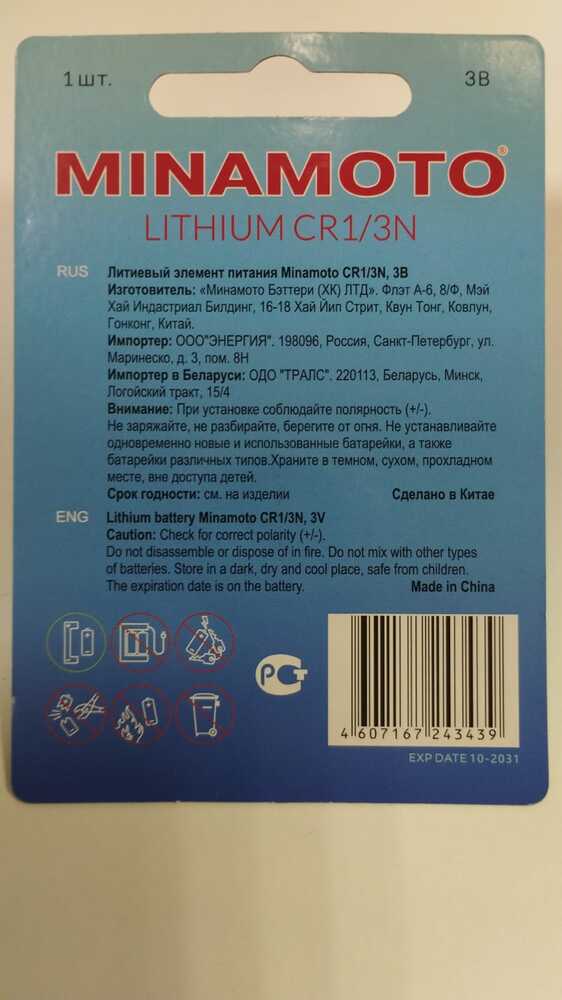 1 шт.
3В
MINAMOTO®
LITHIUM CR1/3N
RUS
Литиевый элемент питания Minamoto CR1/3N, 3В
Изготовитель: «Минамото Бэттери (ХК) ЛТД». Флэт А-6, 8/Ф, Мэй
Хай Индастриал Билдинг, 16-18 Хай Йип Стрит, Квун Тонг, Ковлун,
Гонконг, Китай.
Импортер: ООО"ЭНЕРГИЯ". 198096, Россия, Санкт-Петербург, ул.
Маринеско, д. 3, пом. 8Н
Импортер в Беларуси: ОДО "ТРАЛС". 220113, Беларусь, Минск,
Логойский тракт, 15/4
Внимание: При установке соблюдайте полярность (+/-).
Не заряжайте, не разбирайте, берегите от огня. Не устанавливайте
одновременно новые и использованные батарейки, а также
батарейки различных типов.Храните в темном, сухом, прохладном
месте, вне доступа детей.
Срок годности: см. на изделии
Сделано в Китае
ENG
Lithium battery Minamoto CR1/3N, 3V
Caution: Check for correct polarity (+/-).
Do not disassemble or dispose of in fire. Do not mix with other types
of batteries. Store in a dark, dry and cool place, safe from children.
The expiration date is on the battery.
Made in China
РСТ
4 607167 243439
EXP DATE 10-2031